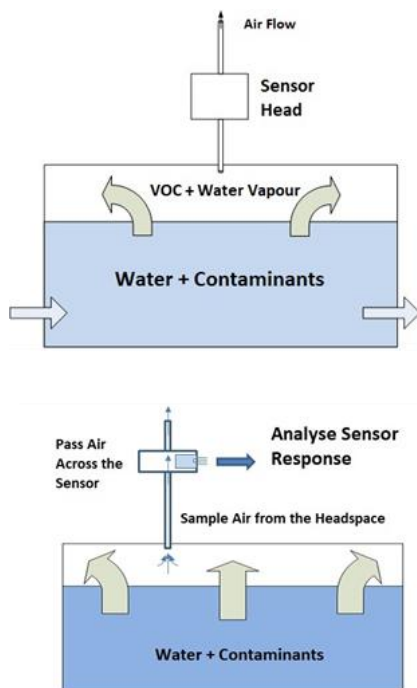 Air Flow
Sensor
Head
VOC + Water Vapour
Water + Contaminants
Pass Air
Across the
Sensor
Analyse Sensor
Response
Sample Air from the Headspace
Water + Contaminants